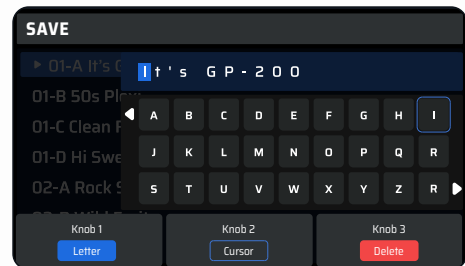 SAVE
01-A It's G
It's GP-200
01-B 50s
01-C Clean
01-D Hi Swe
02-A Rock S
A B C D E F G H I
J K L M N O P Q R
S T U V W X Y Z R
Knob 1 Knob 2 Knob 3
Letter Cursor Delete